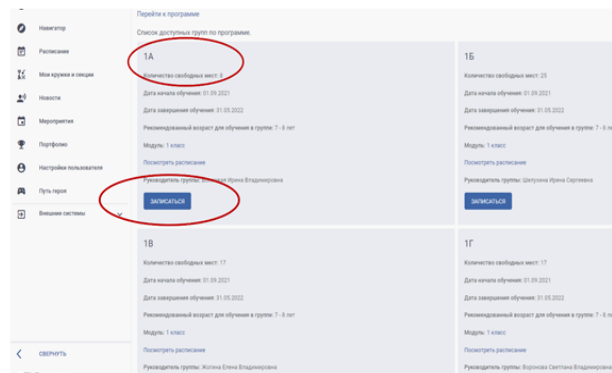 Перейти к программе
Навигатор
Список доступных групп по программе.
Расписание
Мои кружки и секции
Новости
Мероприятия
Портфолио
Настройки пользователя
Путь героя
Внешние системы
СВЕРНУТЬ
1А
Количество свободных мест: 8
Дата начала обучения: 01.09.2021
Дата завершения обучения: 31.05.2022
Рекомендованный возраст для обучения в группе: 7 - 8 лет
Модуль: 1 класс
Посмотреть расписание
Руководитель группы: Ирина Владимировна
ЗАПИСАТЬСЯ
1Б
Количество свободных мест: 25
Дата начала обучения: 01.09.2021
Дата завершения обучения: 31.05.2022
Рекомендованный возраст для обучения в группе: 7 - 8
Модуль: 1 класс
Посмотреть расписание
Руководитель группы: Шелухина Ирина Сергеевна
ЗАПИСАТЬСЯ
1В
Количество свободных мест: 17
Дата начала обучения: 01.09.2021
Дата завершения обучения: 31.05.2022
Рекомендованный возраст для обучения в группе: 7 - 8 лет
Модуль: 1 класс
Посмотреть расписание
Руководитель группы: Жогина Елена Владимировна
1Г
Количество свободных мест: 17
Дата начала обучения: 01.09.2021
Дата завершения обучения: 31.05.2022
Рекомендованный возраст для обучения в группе: 7 - 8
Модуль: 1 класс
Посмотреть расписание
Руководитель группы: Воронова Светлана Владимировна